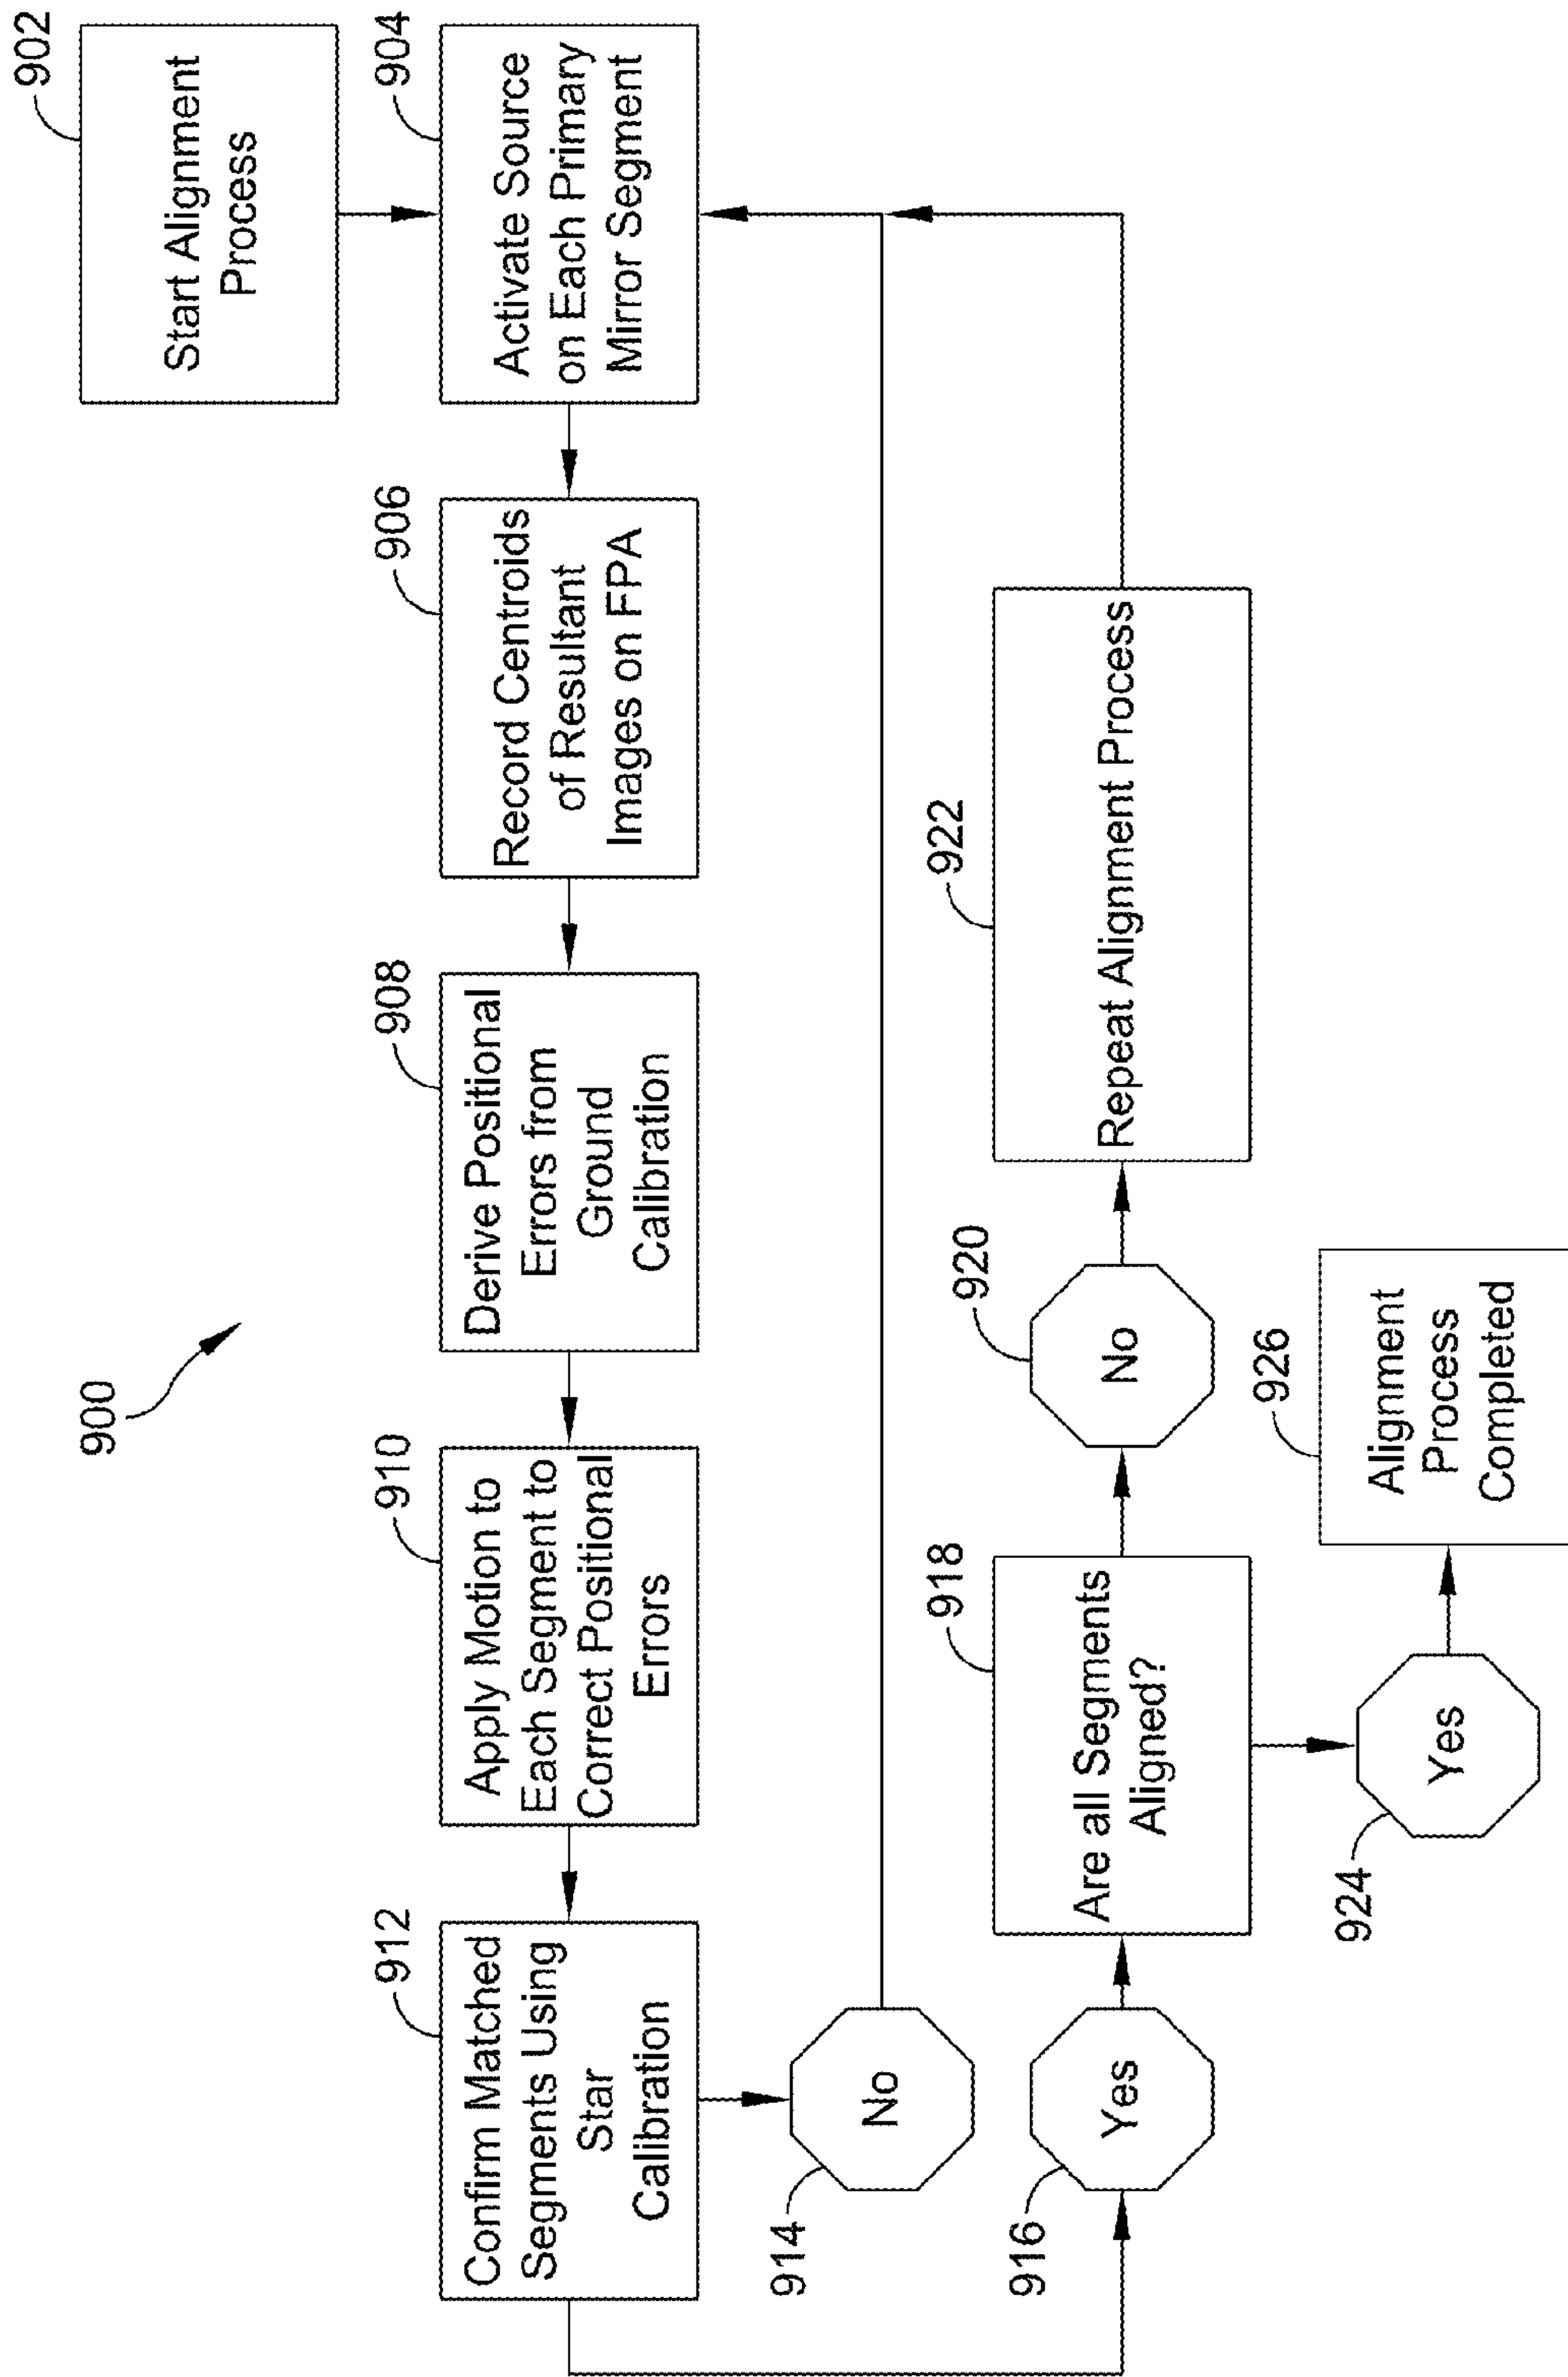 900
902
Start Alignment
Process
904
Activate Source
on Each Primary
Mirror Segment
906
Record Centroids
of Resultant
Images on FPA
908
Derive Positional
Errors from
Ground
Calibration
910
Apply Motion to
Each Segment to
Correct Positional
Errors
912
Confirm Matched
Segments Using
Star
Calibration
914
No
916
Yes
918
Are all Segments
Aligned?
920
No
922
Repeat Alignment Process
924
Yes
926
Alignment
Process
Completed